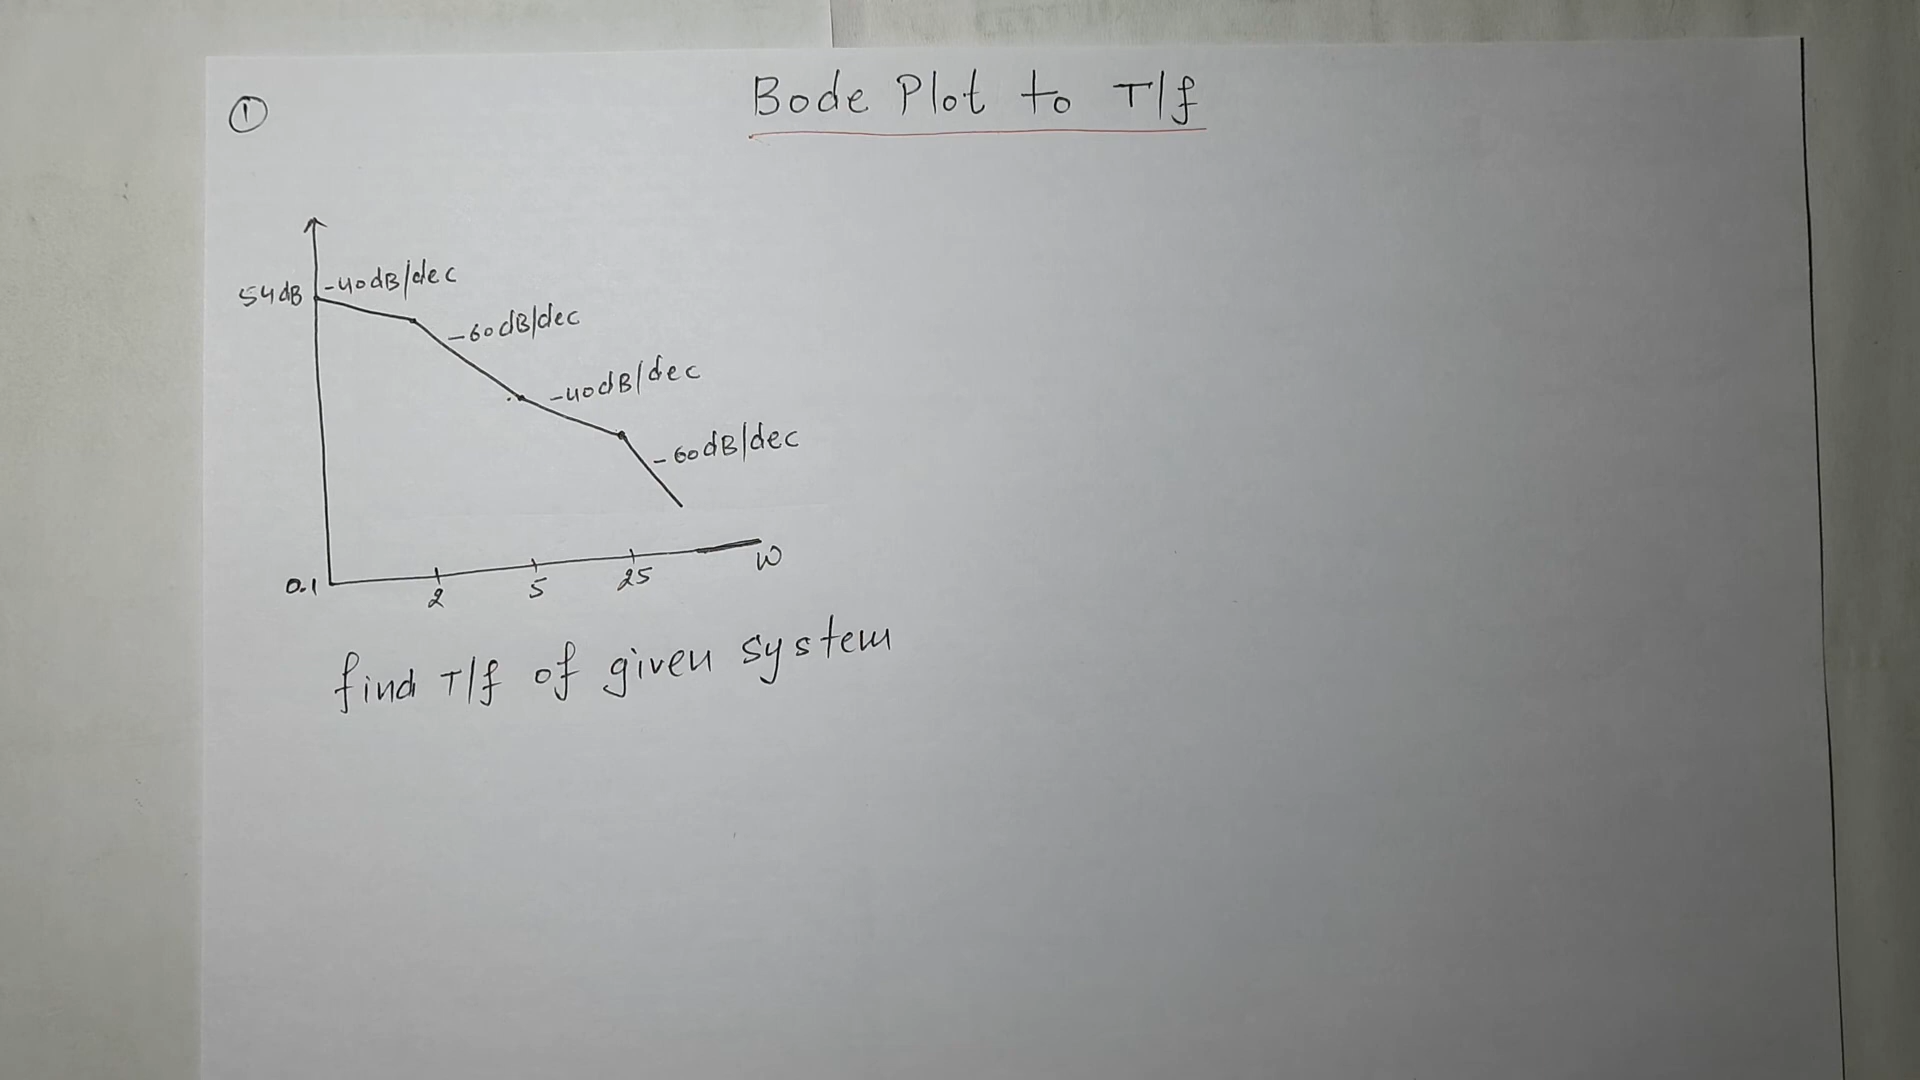 ①
Bode Plot to T/f
54dB
-40dB/dec
-60dB/dec
-40dB/dec
-60dB/dec
0.1
2
5
25
W
find T/f of given system